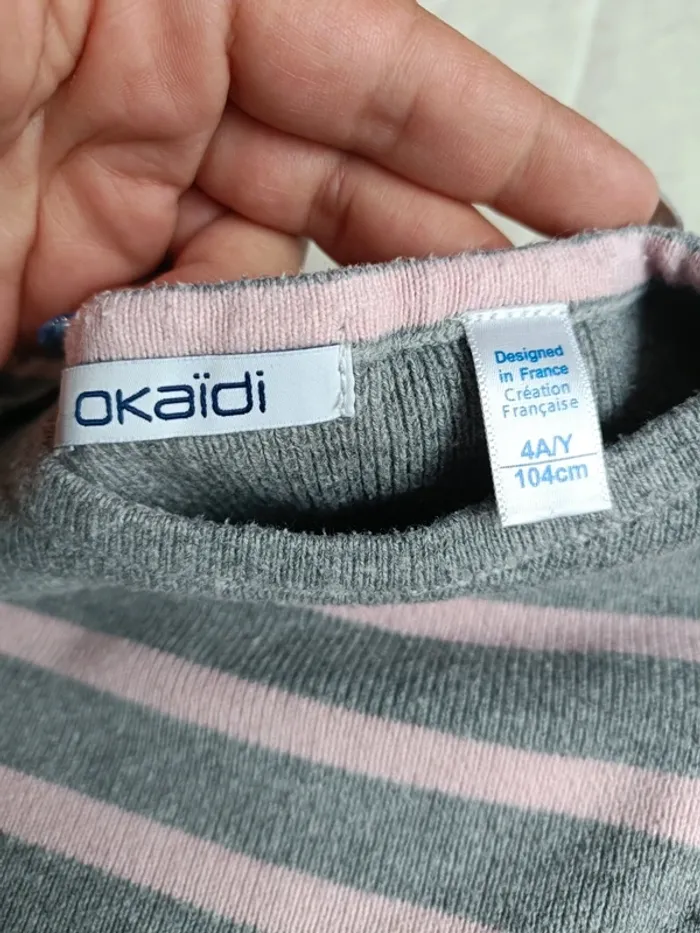 okaïdi
Designed
in France
Création
Française
4A/Y
104cm